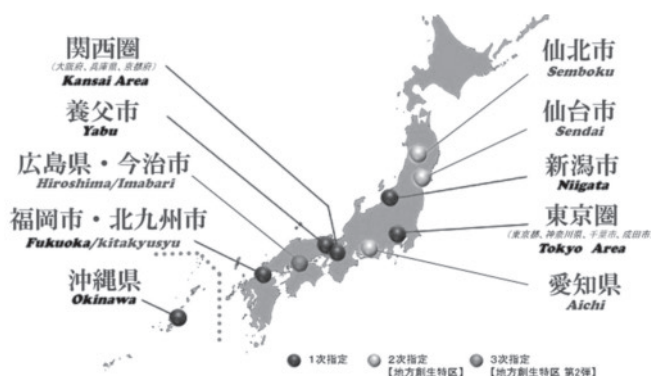 関西圏
(大阪府、兵庫県、京都府)
Kansai Area
養父市
Yabu
広島県・今治市
Hiroshima/Imabari
福岡市・北九州市
Fukuoka/kitakyusyu
沖縄県
Okinawa
仙北市
Semboku
仙台市
Sendai
新潟市
Niigata
東京圏
(東京都、神奈川県、千葉市、成田市
Tokyo Area
愛知県
Aichi
1次指定
2次指定
【地方創生特区】
3次指定
【地方創生特区 第2弾】